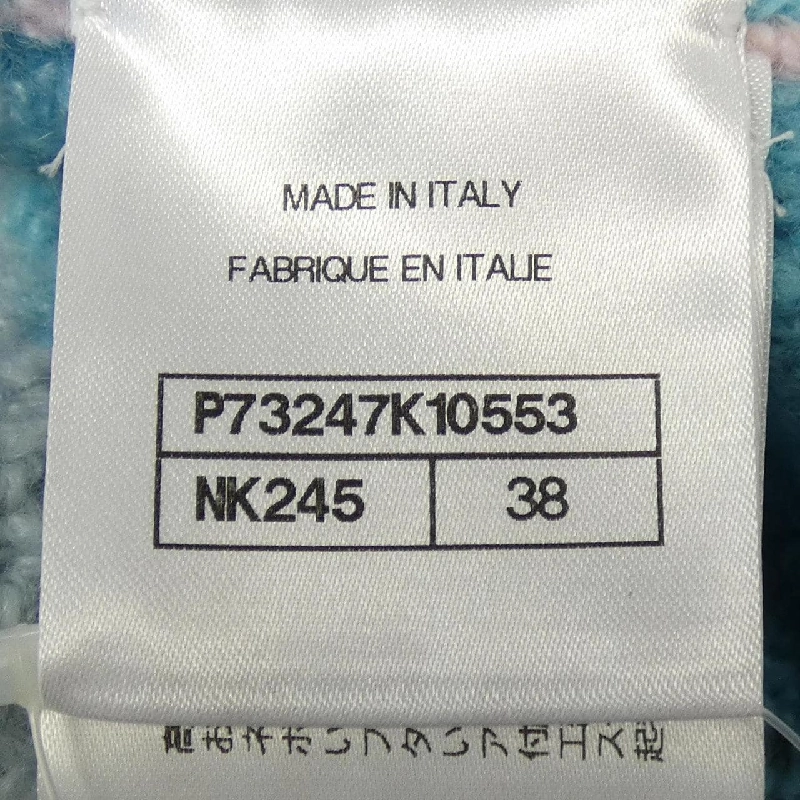 MADE IN ITALY
FABRIQUE EN ITALIE
P73247K10553
NK245 38